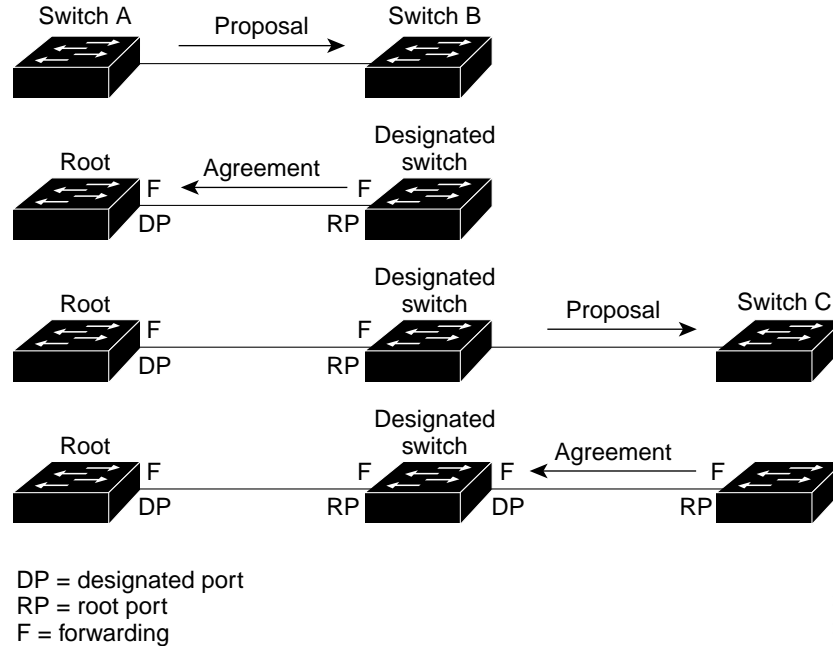 Switch A
Proposal
Switch B
Root
Agreement
Designated
switch
F
F
DP
RP
Root
Designated
switch
Proposal
Switch C
F
F
DP
RP
Root
Designated
switch
Agreement
F
F
F
F
DP
RP
DP
RP
DP = designated port
RP = root port
F = forwarding